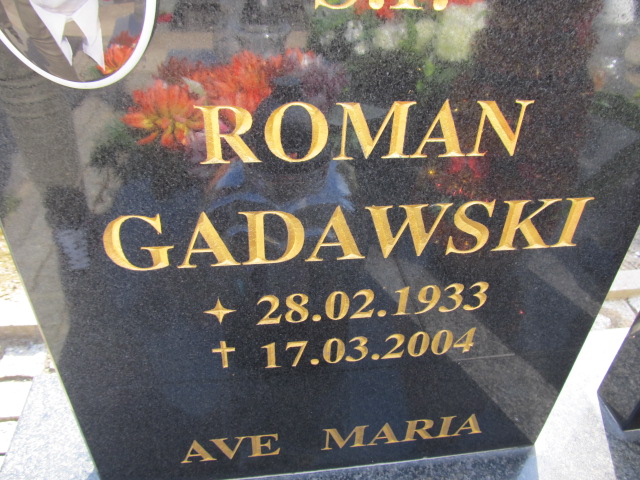 Ś.P.
ROMAN
GADAWSKI
28.02.1933
17.03.2004
AVE MARIA